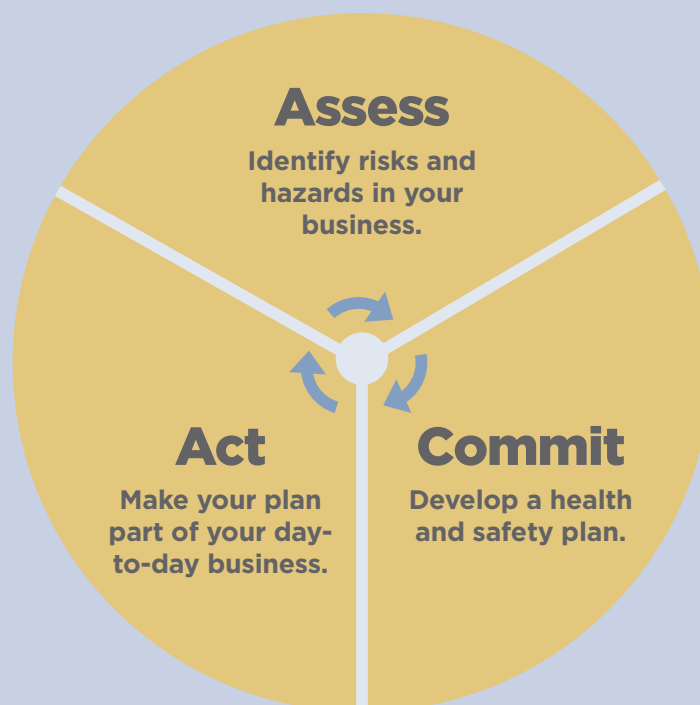 Assess
Identify risks and
hazards in your
business.
Commit
Develop a health
and safety plan.
Act
Make your plan
part of your day-
to-day business.